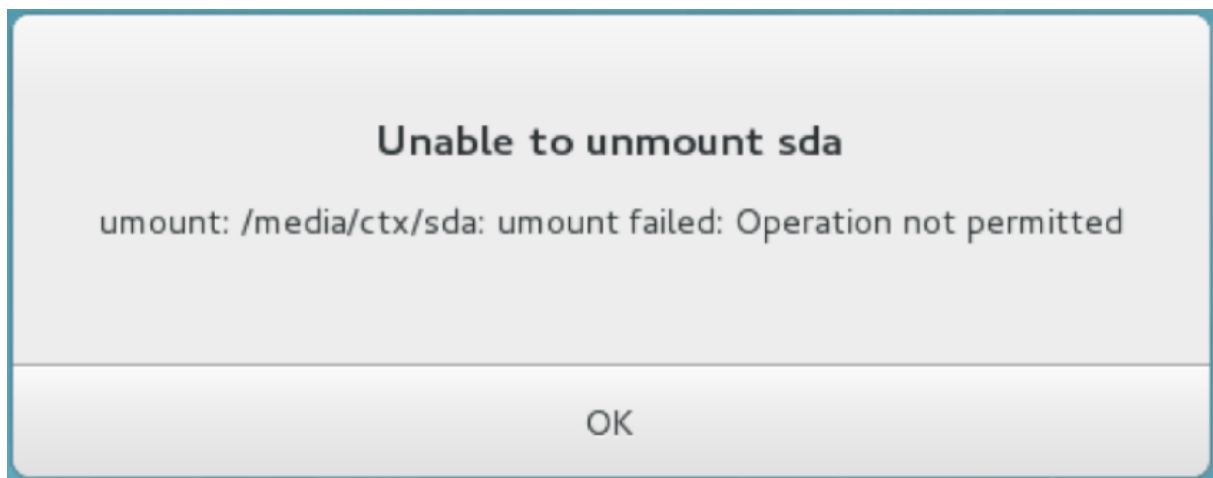 Unable to unmount sda
umount: /media/ctx/sda: umount failed: Operation not permitted
OK